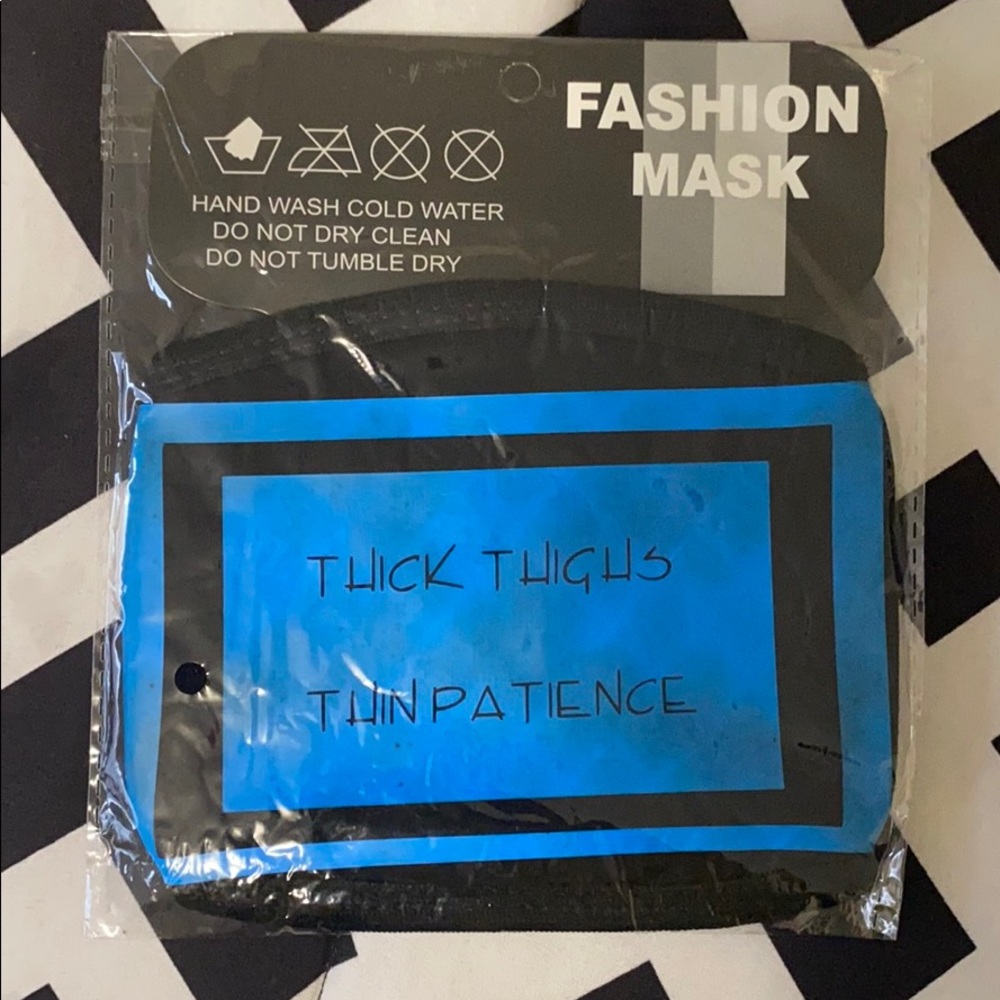 FASHION
MASK
HAND WASH COLD WATER
DO NOT DRY CLEAN
DO NOT TUMBLE DRY
THICK THIGHS
THIN PATIENCE